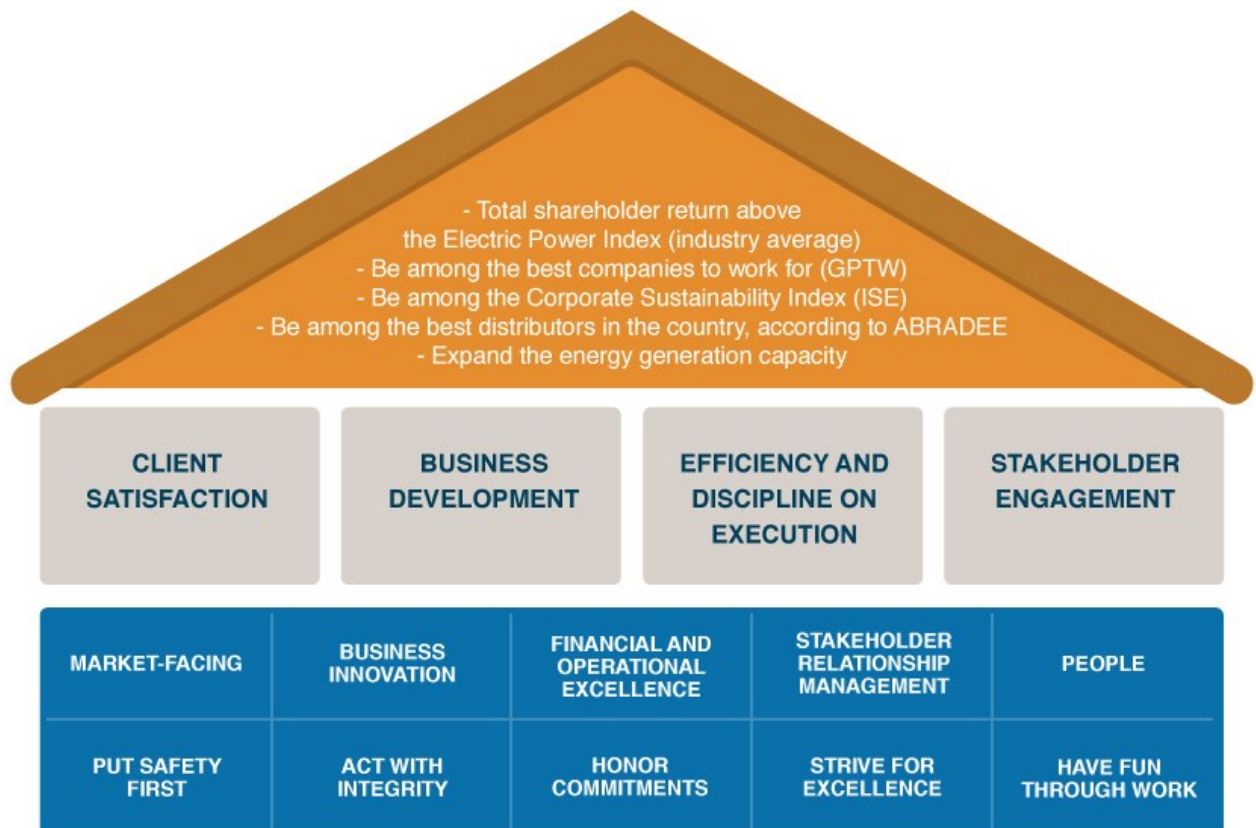 - Total shareholder return above
the Electric Power Index (industry average)
- Be among the best companies to work for (GPTW)
- Be among the Corporate Sustainability Index (ISE)
- Be among the best distributors in the country, according to ABRADEE
- Expand the energy generation capacity
CLIENT
SATISFACTION
BUSINESS
DEVELOPMENT
EFFICIENCY AND
DISCIPLINE ON
EXECUTION
STAKEHOLDER
ENGAGEMENT
MARKET-FACING
BUSINESS
INNOVATION
FINANCIAL AND
OPERATIONAL
EXCELLENCE
STAKEHOLDER
RELATIONSHIP
MANAGEMENT
PEOPLE
PUT SAFETY
FIRST
ACT WITH
INTEGRITY
HONOR
COMMITMENTS
STRIVE FOR
EXCELLENCE
HAVE FUN
THROUGH WORK